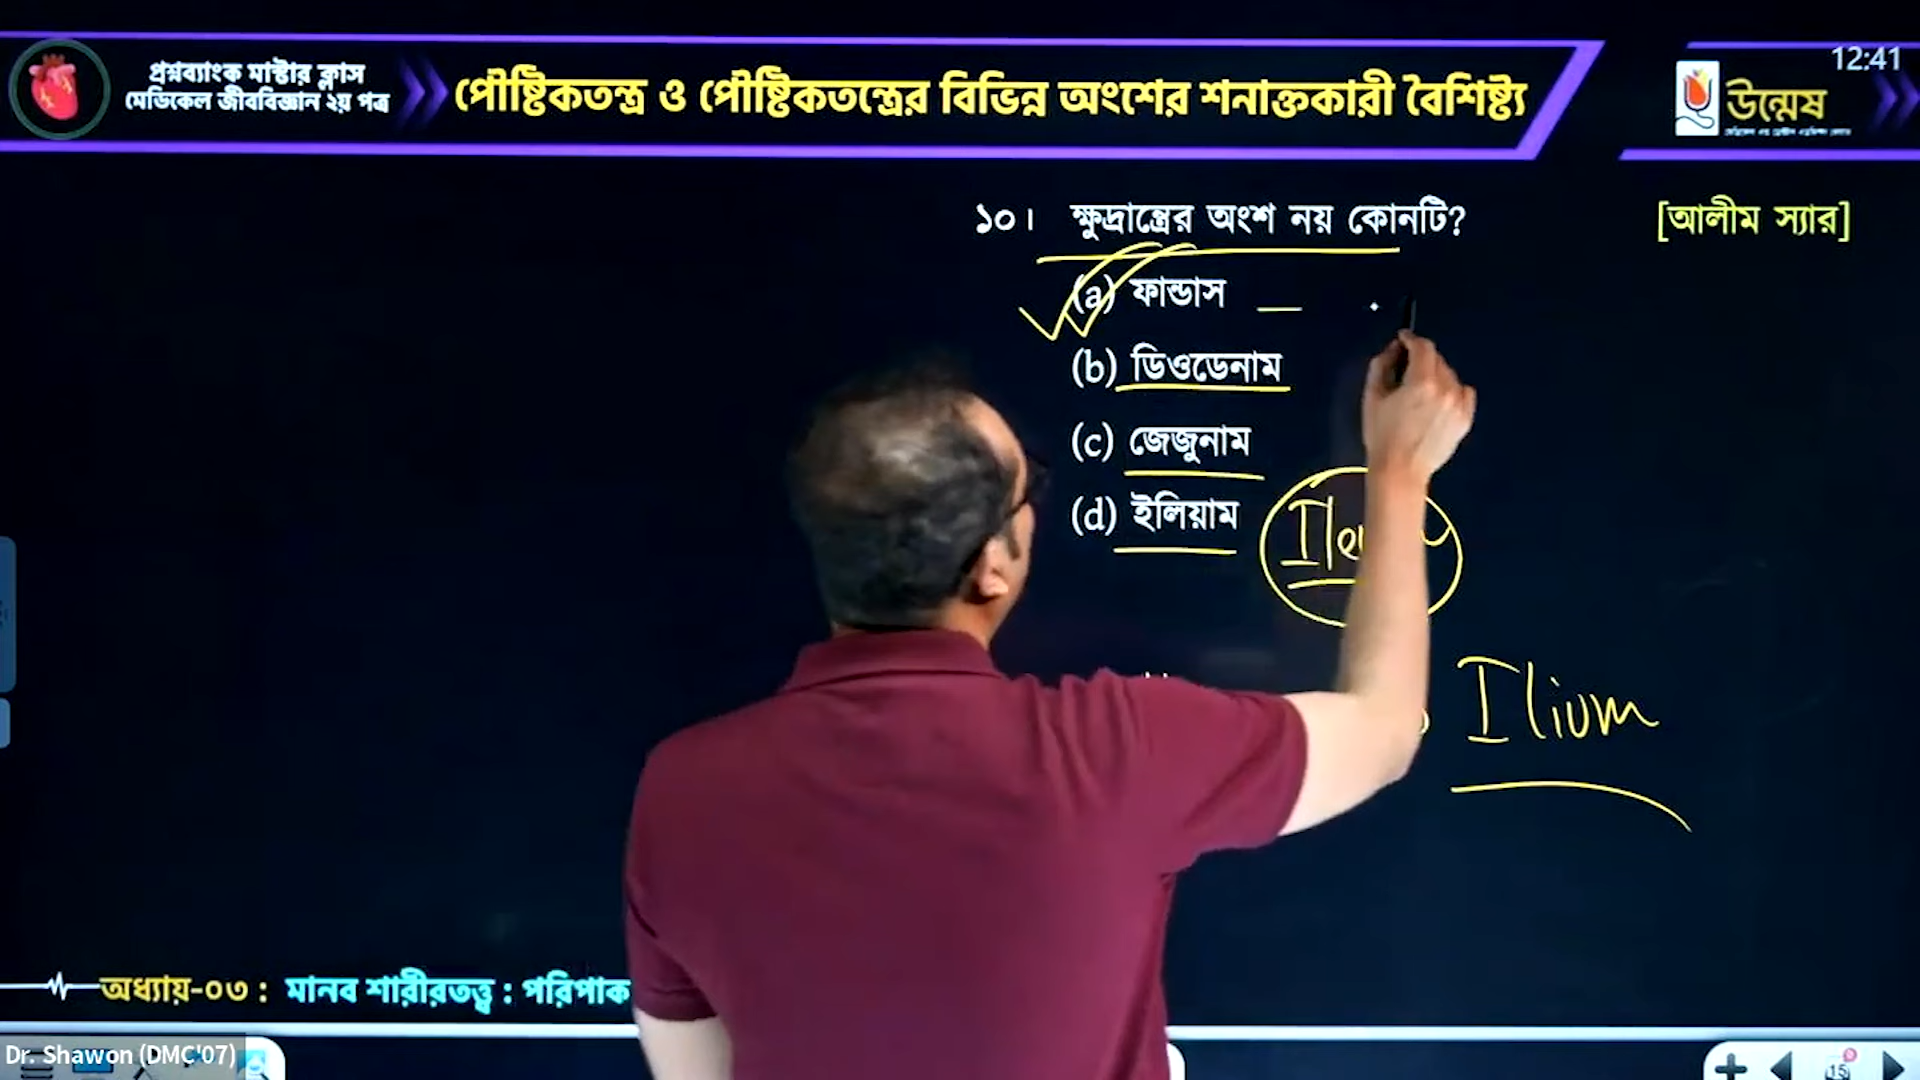 12:41
প্রশ্নব্যাংক মাস্টার ক্লাস
মেডিকেল জীববিজ্ঞান ২য় পত্র
পৌষ্টিকতন্ত্র ও পৌষ্টিকতন্ত্রের বিভিন্ন অংশের শনাক্তকারী বৈশিষ্ট্য
উন্মেষ
১০। ক্ষুদ্রান্ত্রের অংশ নয় কোনটি? [আলীম স্যার]
(a) ফান্ডাস
(b) ডিওডেনাম
(c) জেজুনাম
(d) ইলিয়াম
Ilium
অধ্যায়-০৩ : মানব শারীরতত্ত্ব : পরিপাক
Dr. Shawon (DMC'07)
15